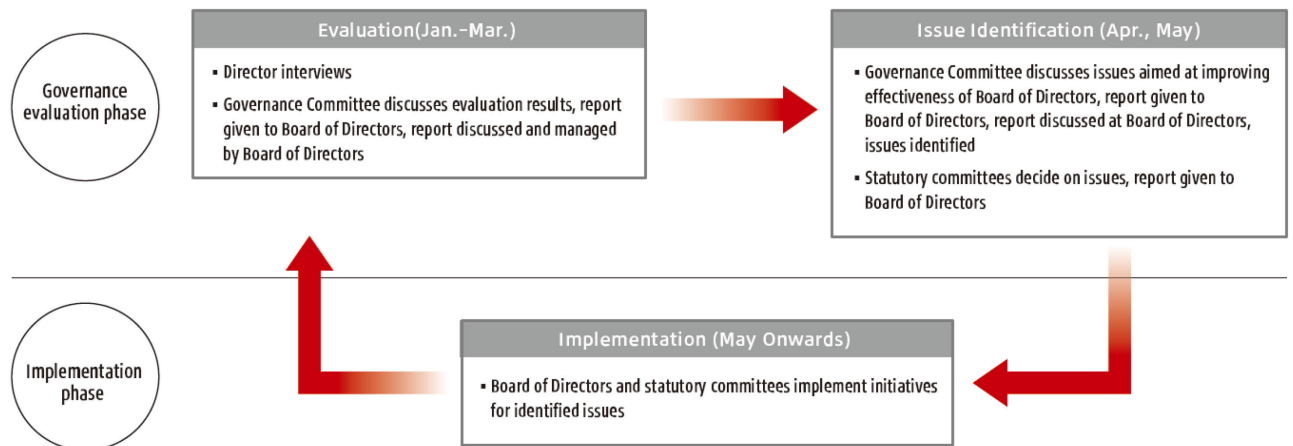 Governance
evaluation phase
Evaluation(Jan.–Mar.)
▪ Director interviews
▪ Governance Committee discusses evaluation results, report
given to Board of Directors, report discussed and managed
by Board of Directors
Issue Identification (Apr., May)
▪ Governance Committee discusses issues aimed at improving
effectiveness of Board of Directors, report given to
Board of Directors, report discussed at Board of Directors,
issues identified
▪ Statutory committees decide on issues, report given to
Board of Directors
Implementation
phase
Implementation (May Onwards)
▪ Board of Directors and statutory committees implement initiatives
for identified issues